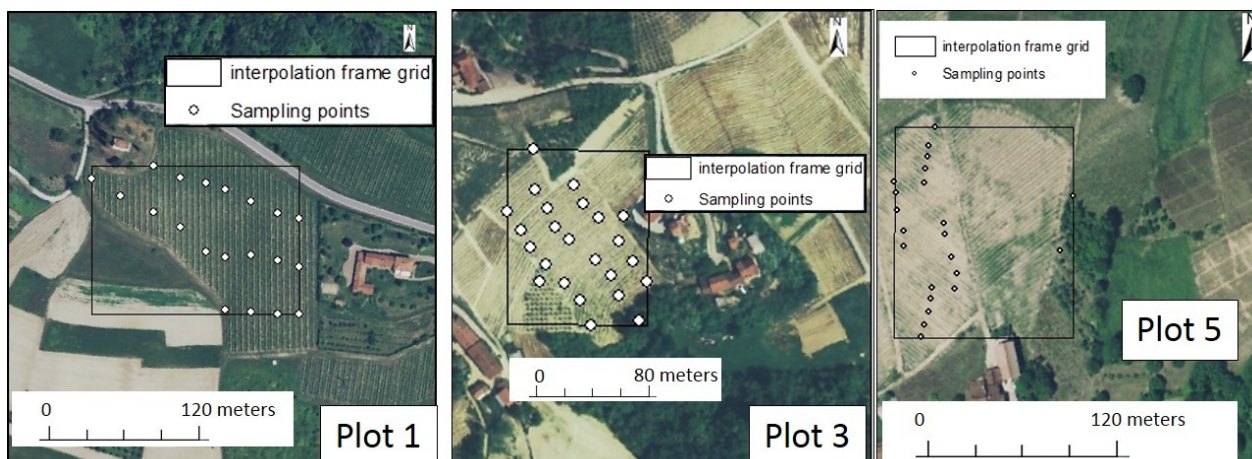 N
interpolation frame grid
Sampling points
0 120 meters
Plot 1
N
interpolation frame grid
Sampling points
0 80 meters
Plot 3
N
interpolation frame grid
Sampling points
Plot 5
0 120 meters